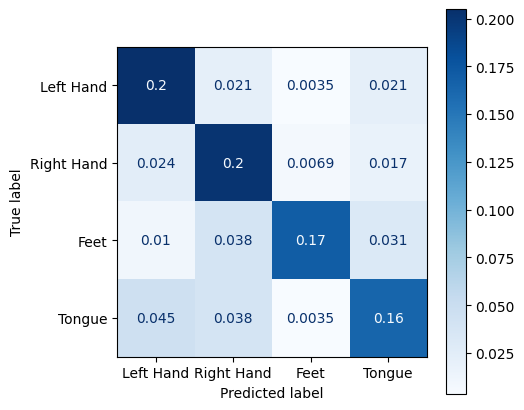 0.200
0.175
0.150
0.125
0.100
0.075
0.050
0.025
Left Hand 0.2 0.021 0.0035 0.021
Right Hand 0.024 0.2 0.0069 0.017
Feet 0.01 0.038 0.17 0.031
Tongue 0.045 0.038 0.0035 0.16
Left Hand Right Hand Feet Tongue
Predicted label
True label